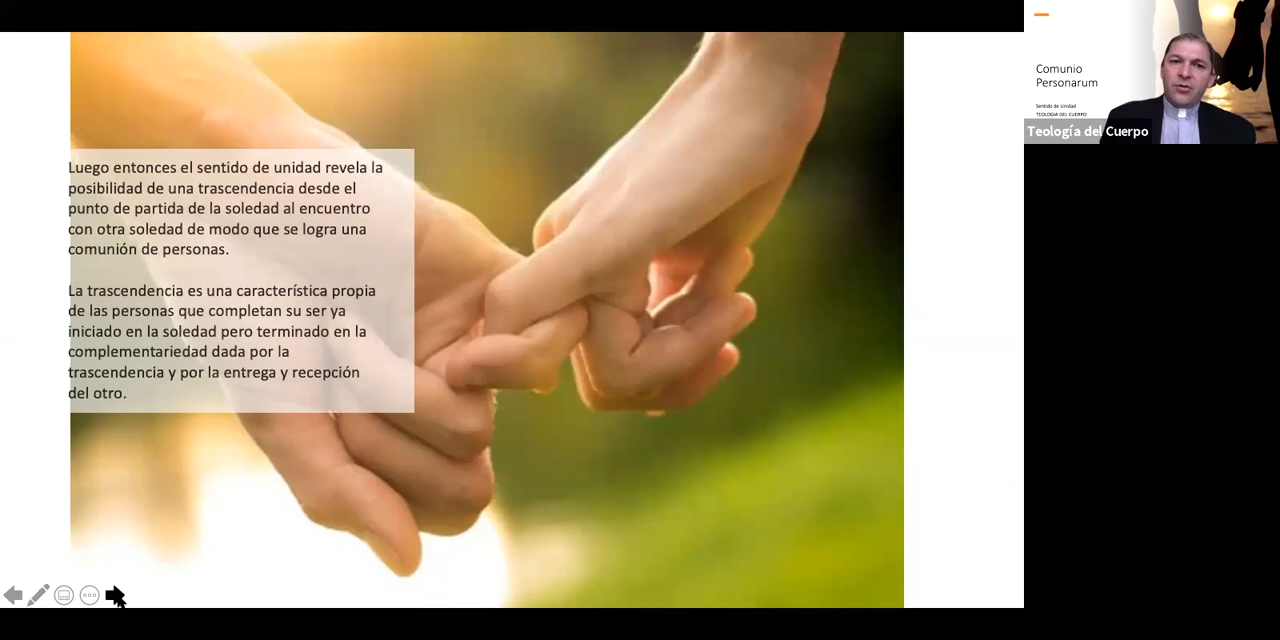 Luego entonces el sentido de unidad revela la
posibilidad de una trascendencia desde el
punto de partida de la soledad al encuentro
con otra soledad de modo que se logra una
comunión de personas.
La trascendencia es una característica propia
de las personas que completan su ser ya
iniciado en la soledad pero terminado en la
complementariedad dada por la
trascendencia y por la entrega y recepción
del otro.
Comunio
Personarum
Sentido de Unidad
TEOLOGIA DEL CUERPO
Teología del Cuerpo